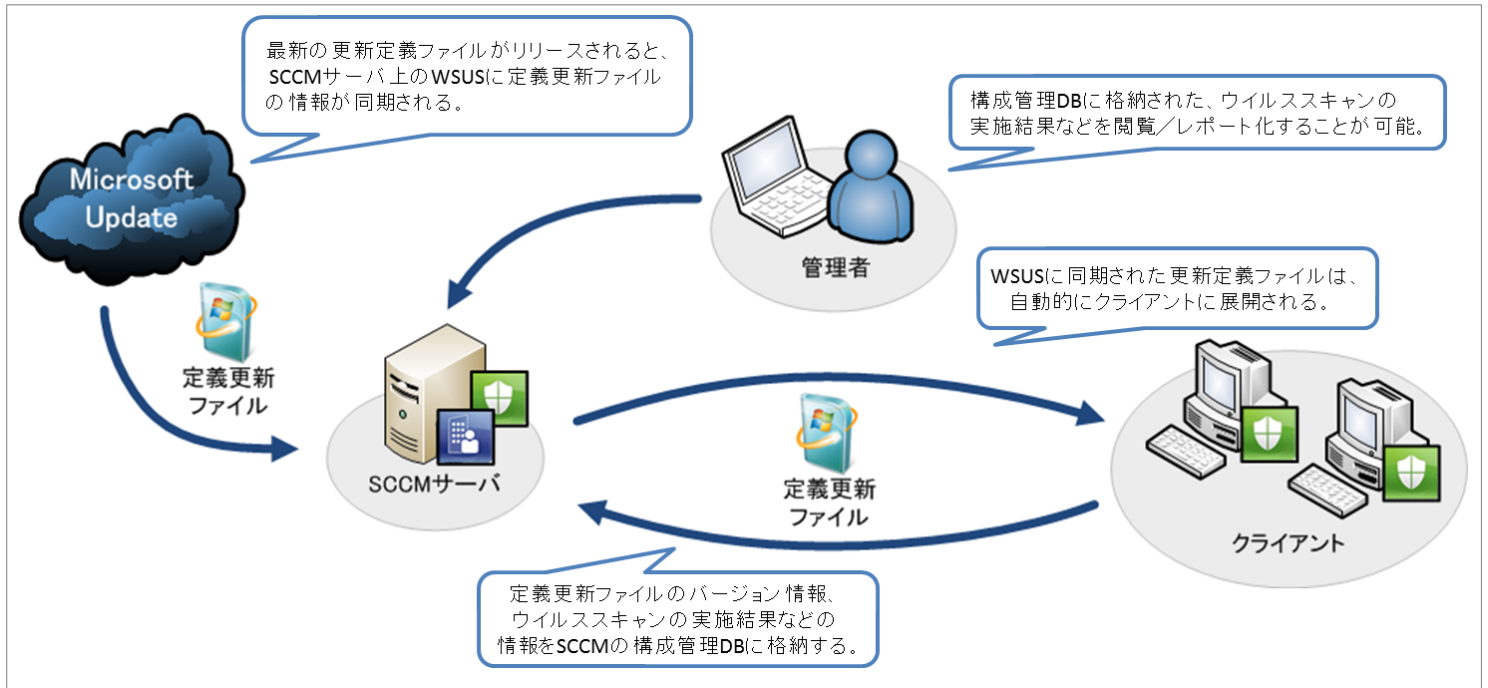 最新の更新定義ファイルがリリースされると、
SCCMサーバ上のWSUSに定義更新ファイル
の情報が同期される。
構成管理DBに格納された、ウイルススキャンの
実施結果などを閲覧／レポート化することが可能。
Microsoft
Update
管理者
WSUSに同期された更新定義ファイルは、
自動的にクライアントに展開される。
定義更新
ファイル
SCCMサーバ
定義更新
ファイル
クライアント
定義更新ファイルのバージョン情報、
ウイルススキャンの実施結果などの
情報をSCCMの構成管理DBに格納する。